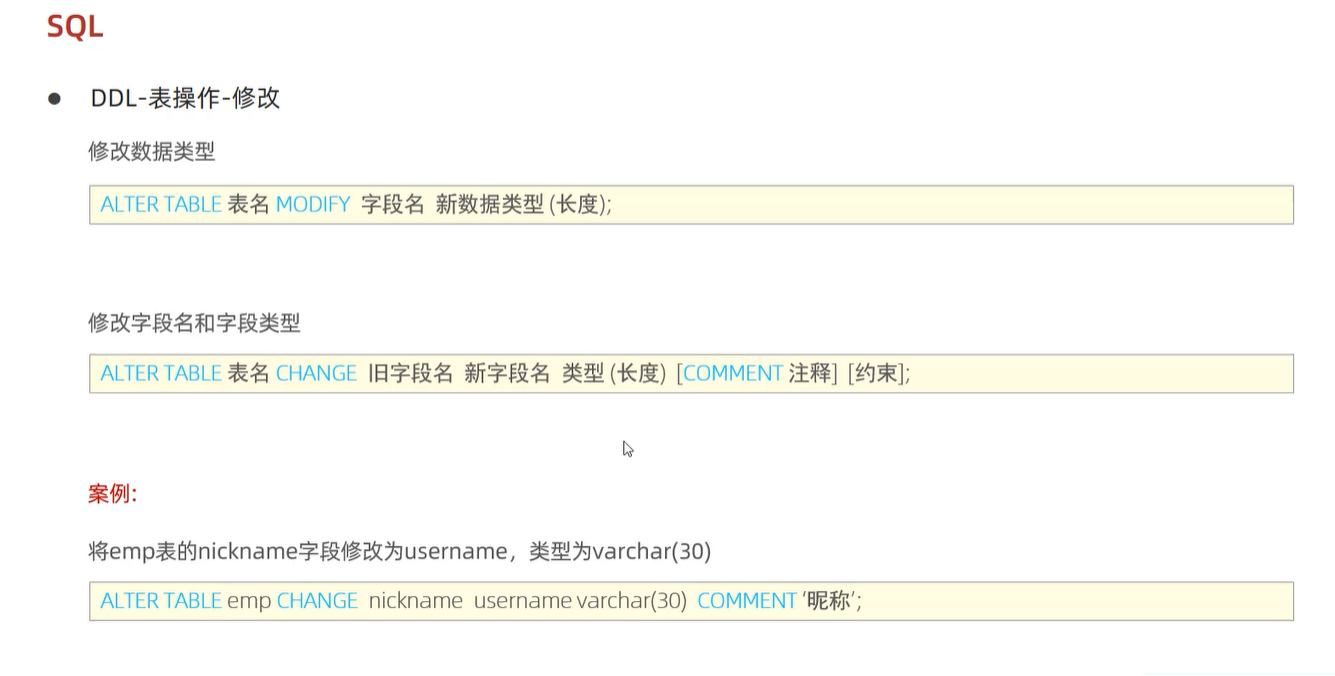 SQL
● DDL-表操作-修改
修改数据类型
ALTER TABLE 表名 MODIFY 字段名 新数据类型 (长度);
修改字段名和字段类型
ALTER TABLE 表名 CHANGE 旧字段名 新字段名 类型 (长度) [COMMENT 注释] [约束];
案例:
将emp表的nickname字段修改为username，类型为varchar(30)
ALTER TABLE emp CHANGE nickname username varchar(30) COMMENT ‘昵称’;